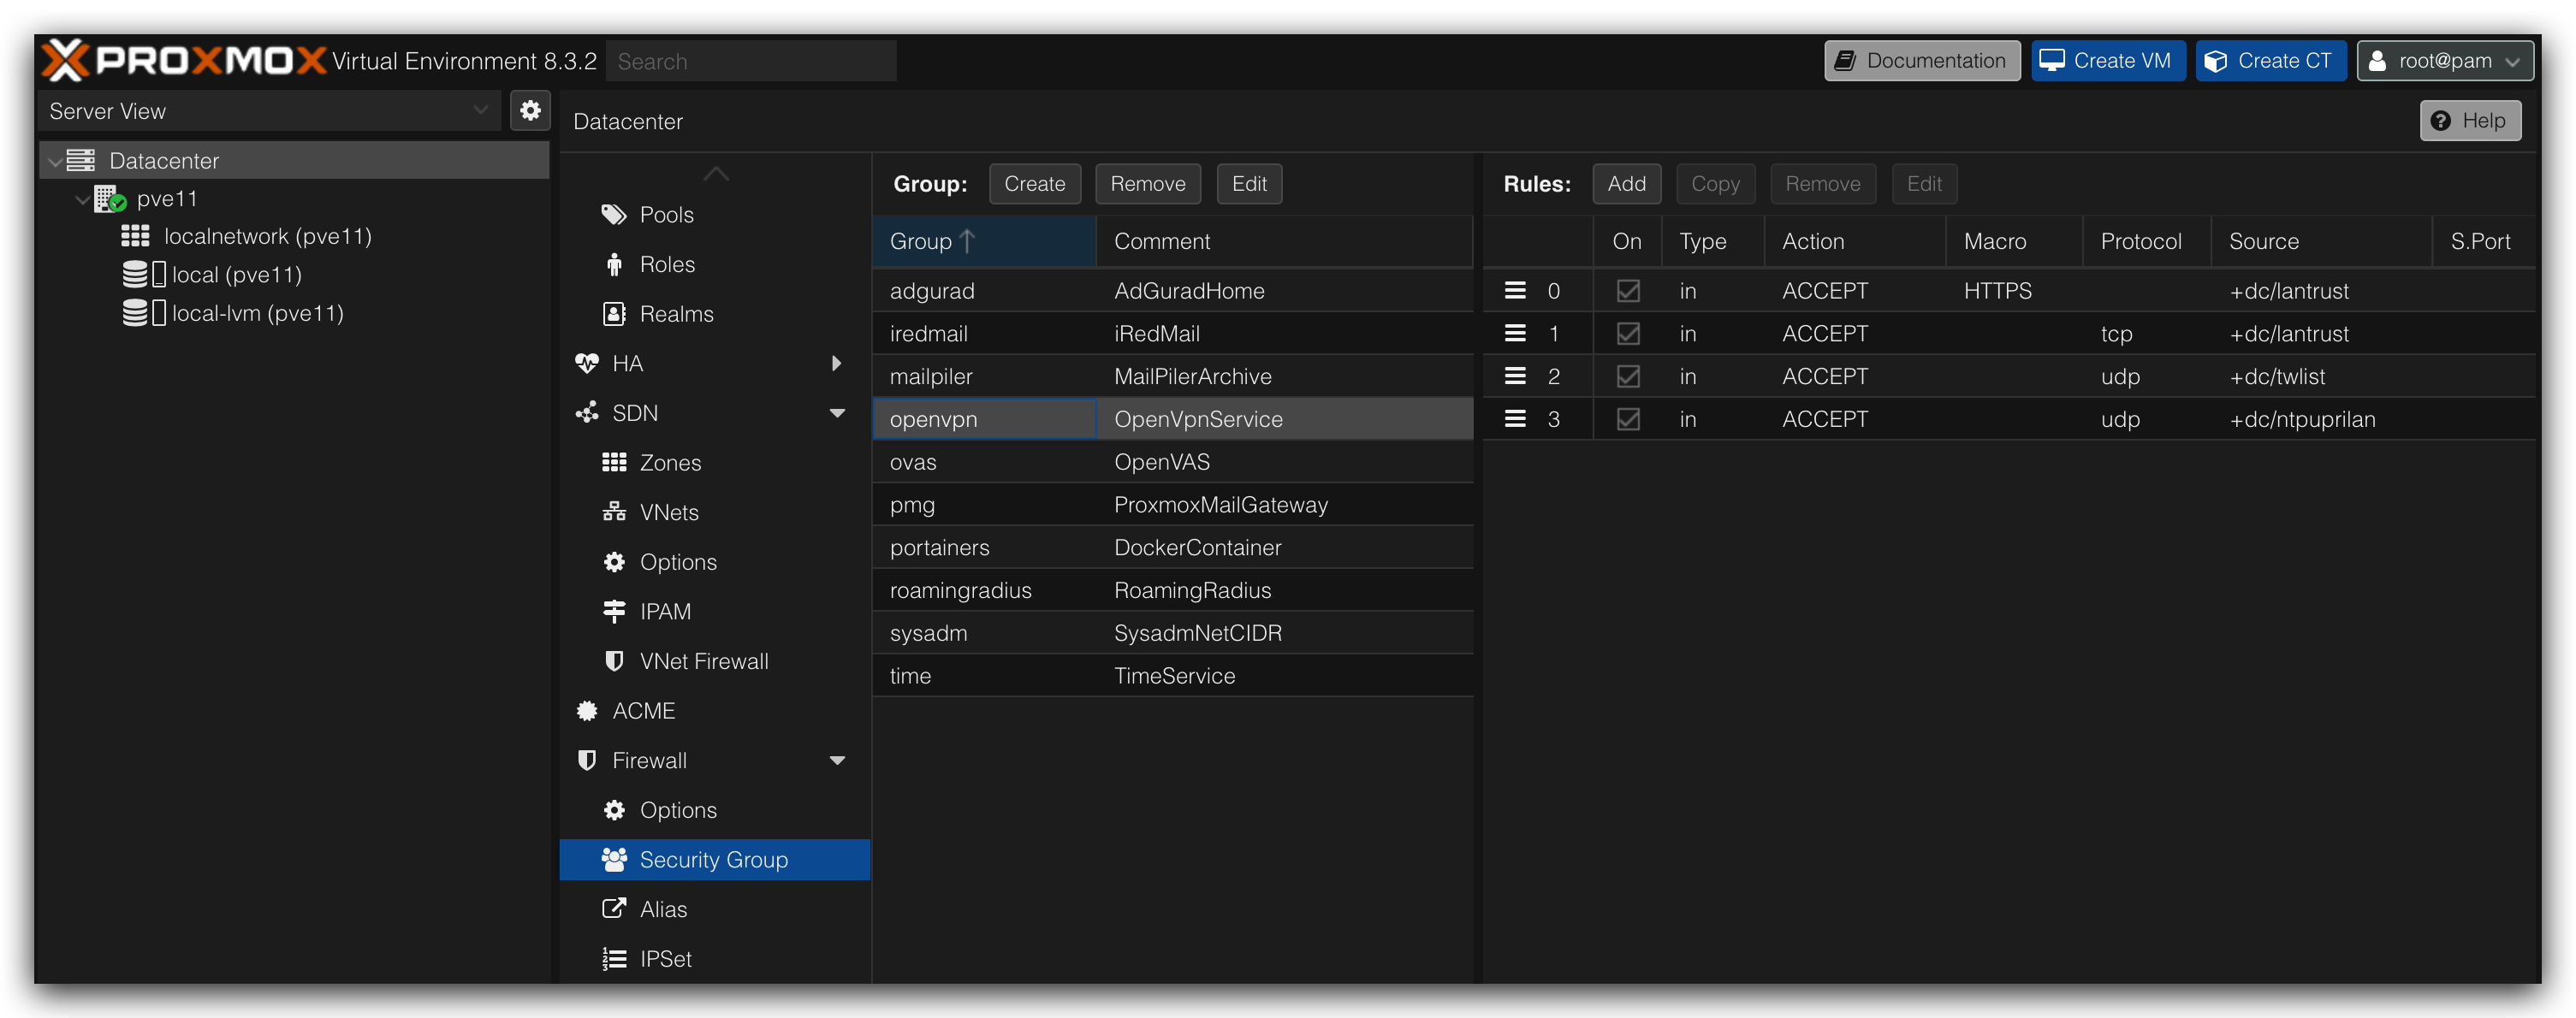 PROXMOX Virtual Environment 8.3.2 Search Documentation Create VM Create CT root@pam
Server View
Datacenter
pve11
localnetwork (pve11)
local (pve11)
local-lvm (pve11)
Datacenter Help
Pools
Roles
Realms
HA
SDN
Zones
VNets
Options
IPAM
VNet Firewall
ACME
Firewall
Options
Security Group
Alias
IPSet
Group: Create Remove Edit
Group Comment
adgurad AdGuradHome
iredmail iRedMail
mailpiler MailPilerArchive
openvpn OpenVpnService
ovas OpenVAS
pmg ProxmoxMailGateway
portainers DockerContainer
roamingradius RoamingRadius
sysadm SysadmNetCIDR
time TimeService
Rules: Add Copy Remove Edit
On Type Action Macro Protocol Source S.Port
0 in ACCEPT HTTPS +dc/lantrust
1 in ACCEPT tcp +dc/lantrust
2 in ACCEPT udp +dc/twlist
3 in ACCEPT udp +dc/ntpuprilan